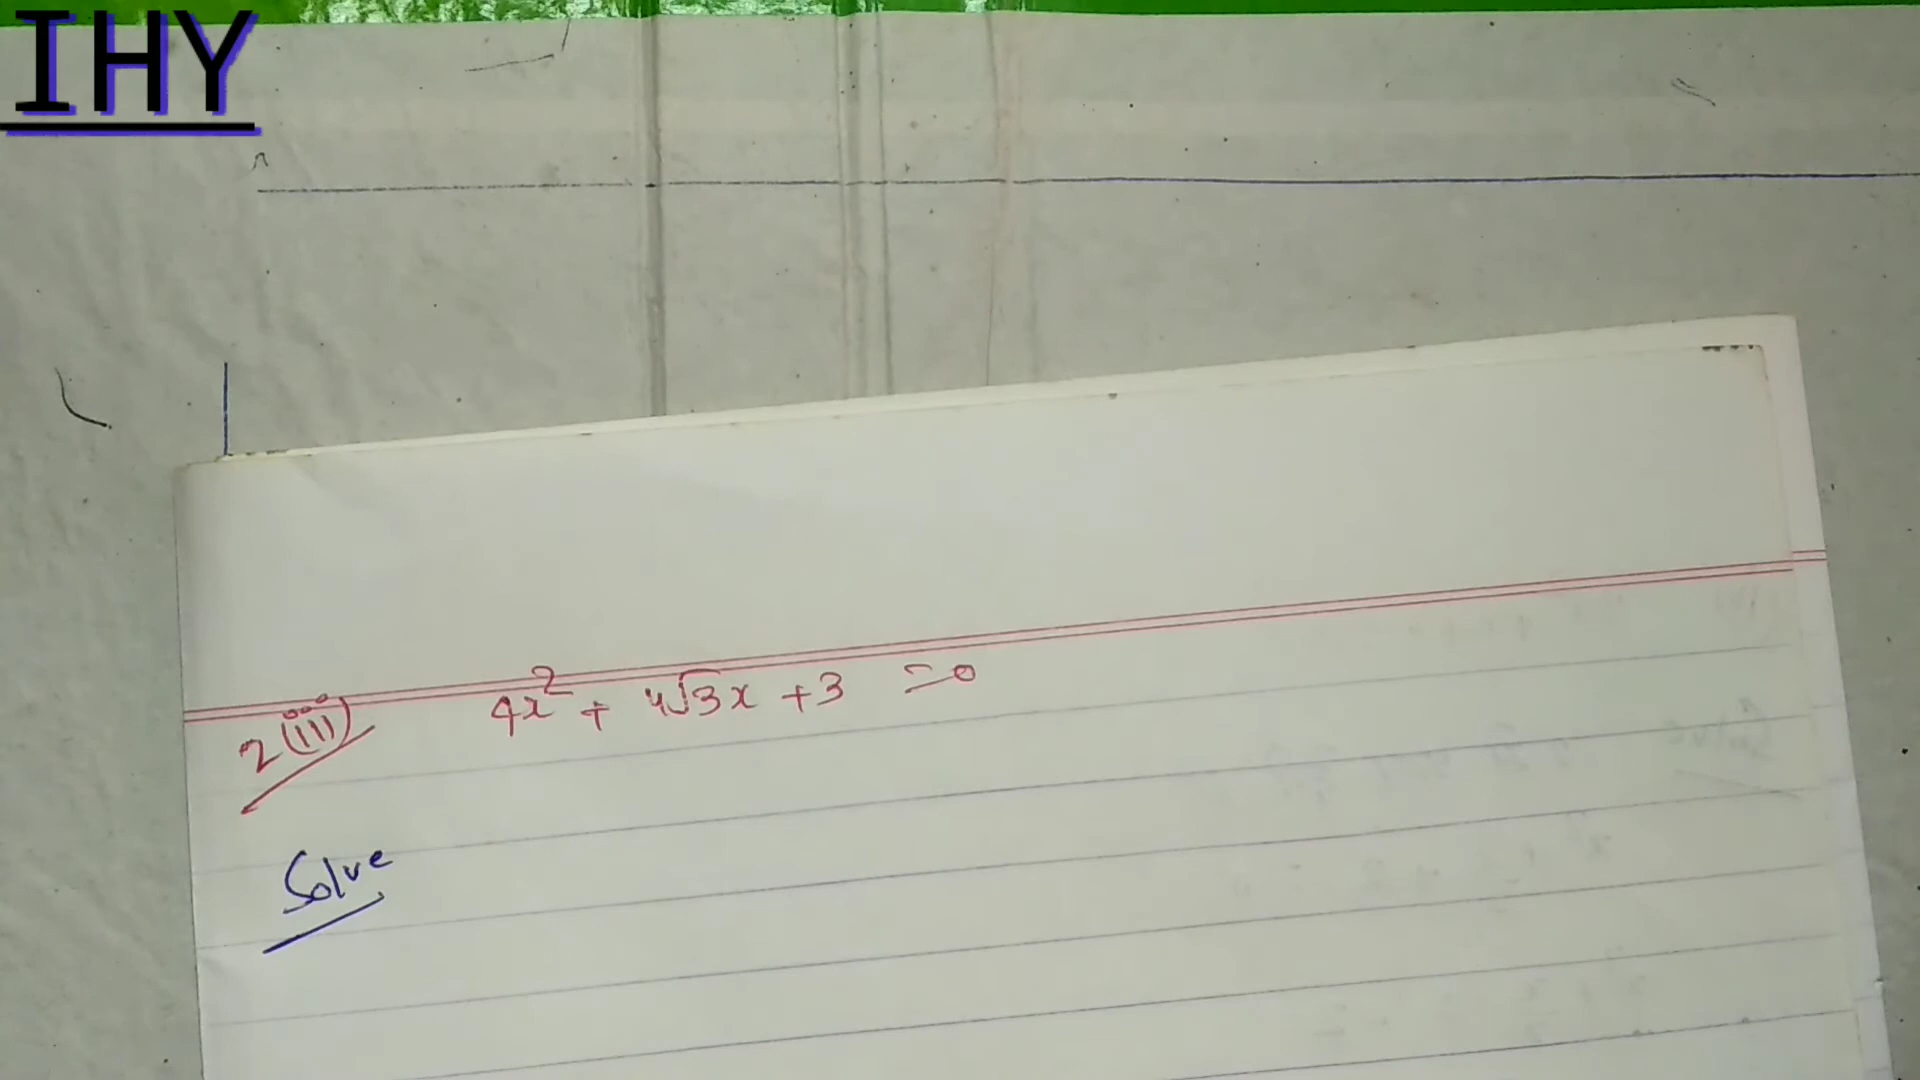 IHY
2(iii) 4x² + 4√3x + 3 = 0
Solve